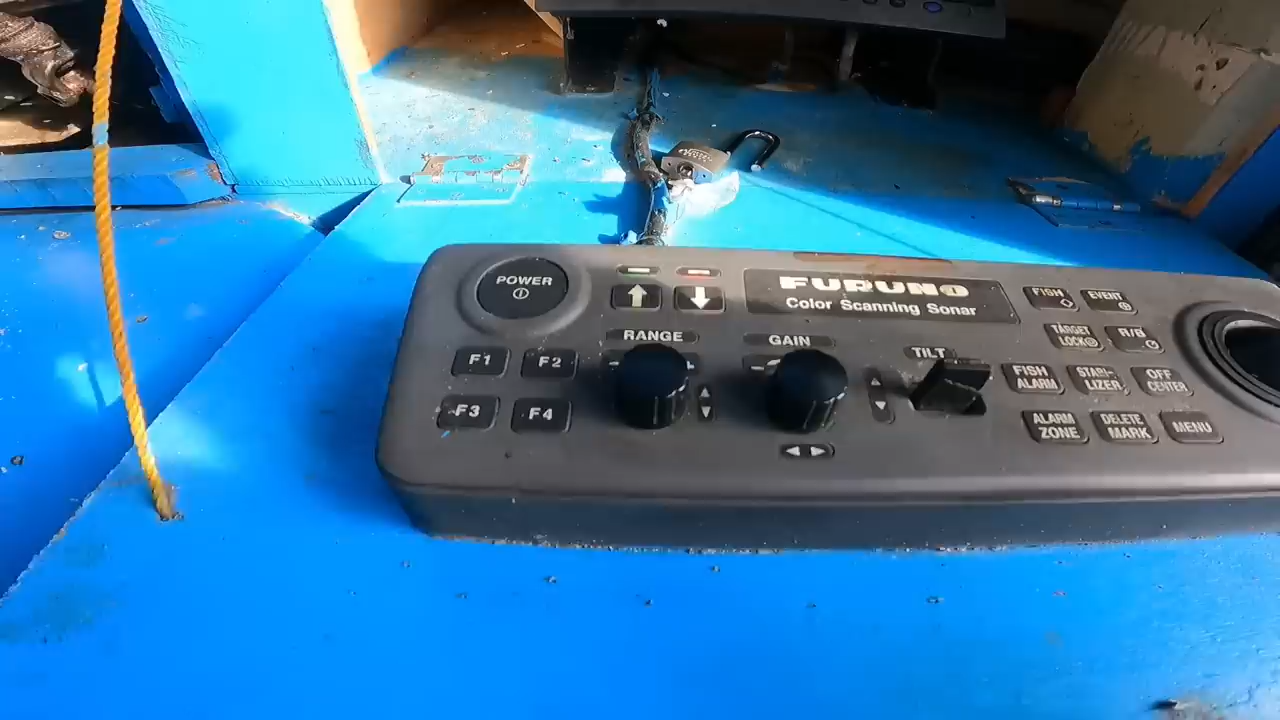 POWER
FURUNO
Color Scanning Sonar
FISH
EVENT
RANGE
GAIN
TILT
TARGET
LOCK
R/B
F1
F2
FISH
ALARM
STABI-
LIZER
OFF
CENTER
F3
F4
ALARM
ZONE
DELETE
MARK
MENU